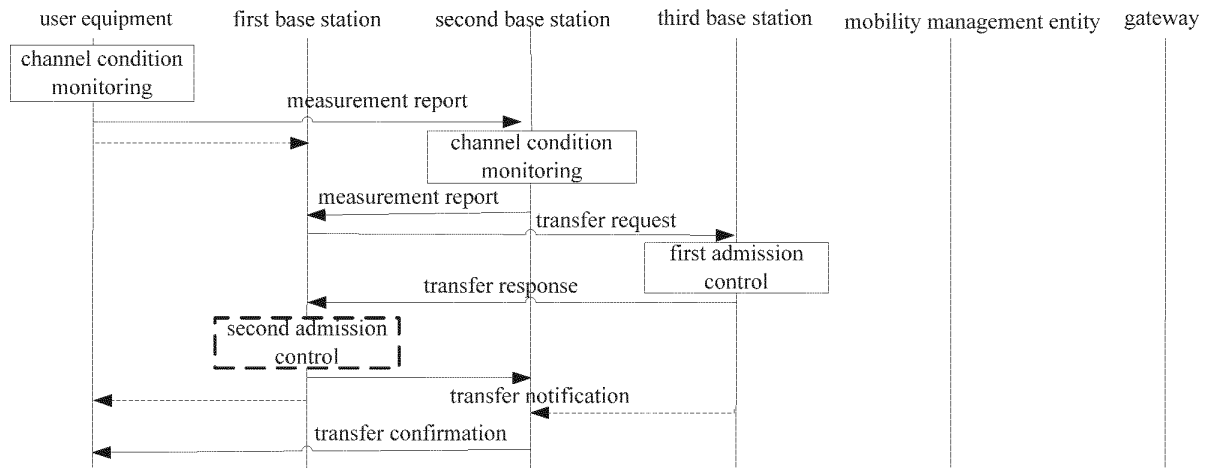 user equipment first base station second base station third base station mobility management entity gateway
channel condition
monitoring
measurement report
channel condition
monitoring
measurement report
transfer request
first admission
control
transfer response
second admission
control
transfer notification
transfer confirmation